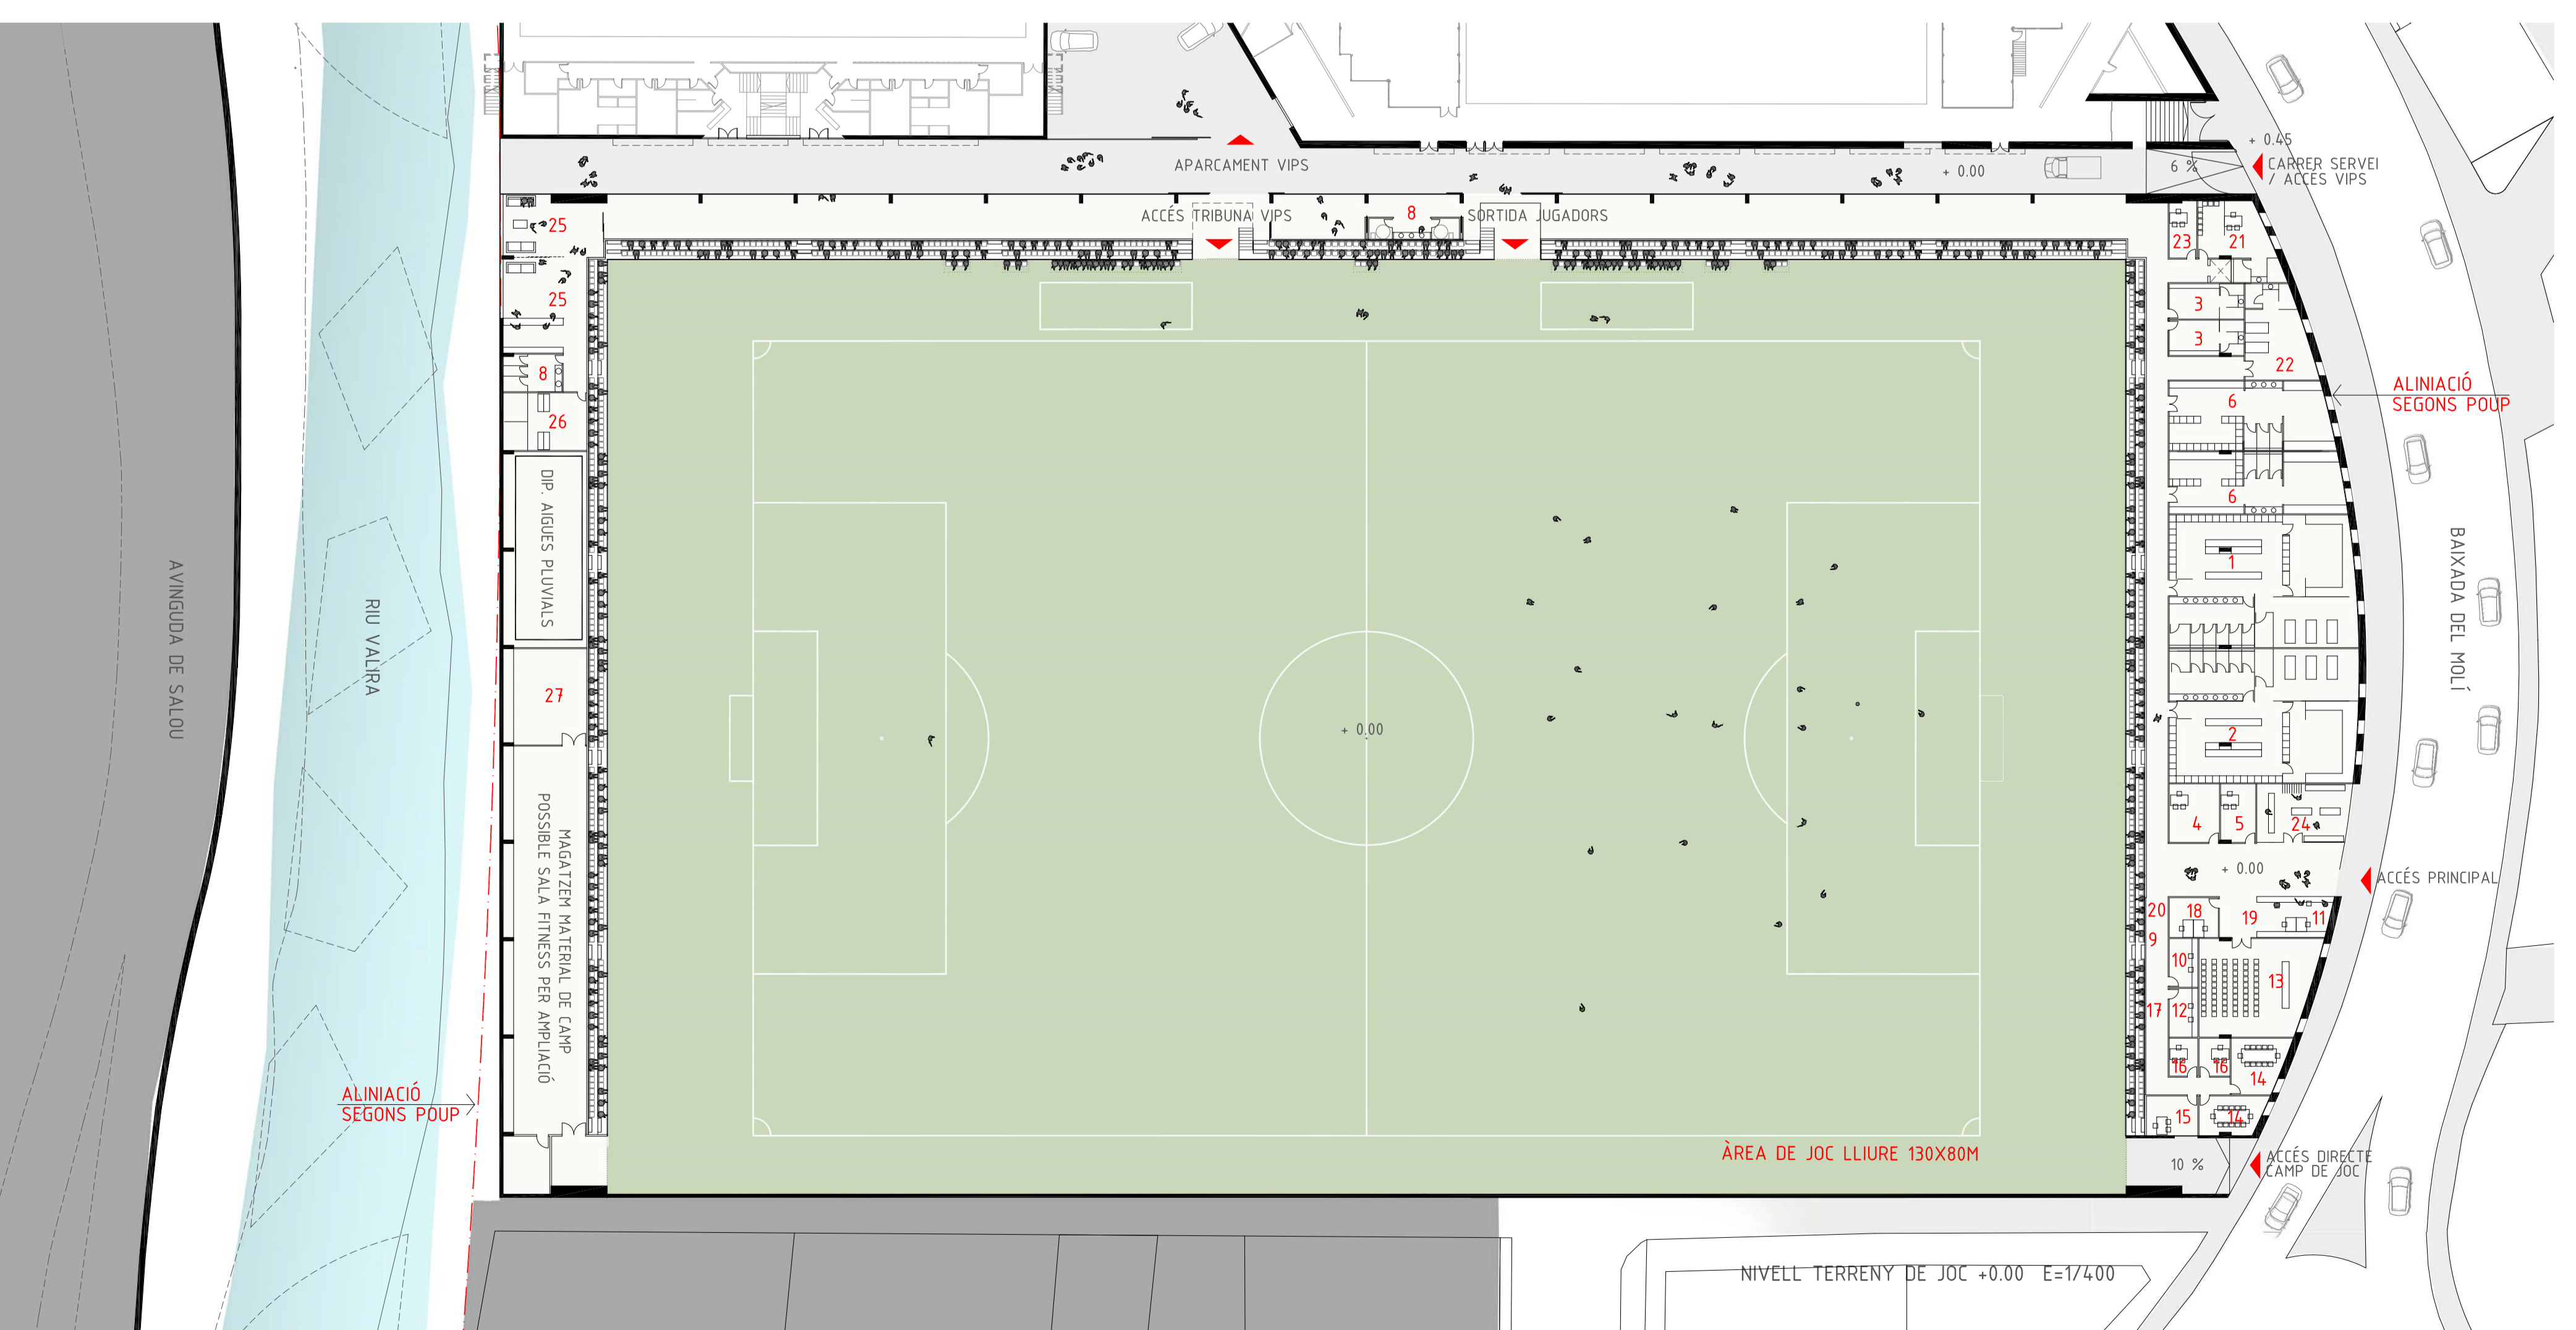 + 0.45
CARRER SERVEI
/ ACCÉS VIPS
6 %
+ 0.00
APARCAMENT VIPS
ACCÉS TRIBUNA VIPS
8
SORTIDA JUGADORS
25
25
8
26
DIP. AIGUES PLUVIALS
27
MAGATZEM MATERIAL DE CAMP
POSSIBLE SALA FITNESS PER AMPLIACIÓ
AVINGUDA DE SALOU
RIU VALIRA
ALINIACIÓ
SEGONS POUP
+ 0.00
ÀREA DE JOC LLIURE 130X80M
23
21
3
3
22
6
6
1
2
4
5
24
+ 0.00
20
18
19
11
9
10
13
17
12
16
16
14
15
14
10 %
ALINIACIÓ
SEGONS POUP
BAIXADA DEL MOLÍ
ACCÉS PRINCIPAL
ACCÉS DIRECTE
CAMP DE JOC
NIVELL TERRENY DE JOC +0.00 E=1/400